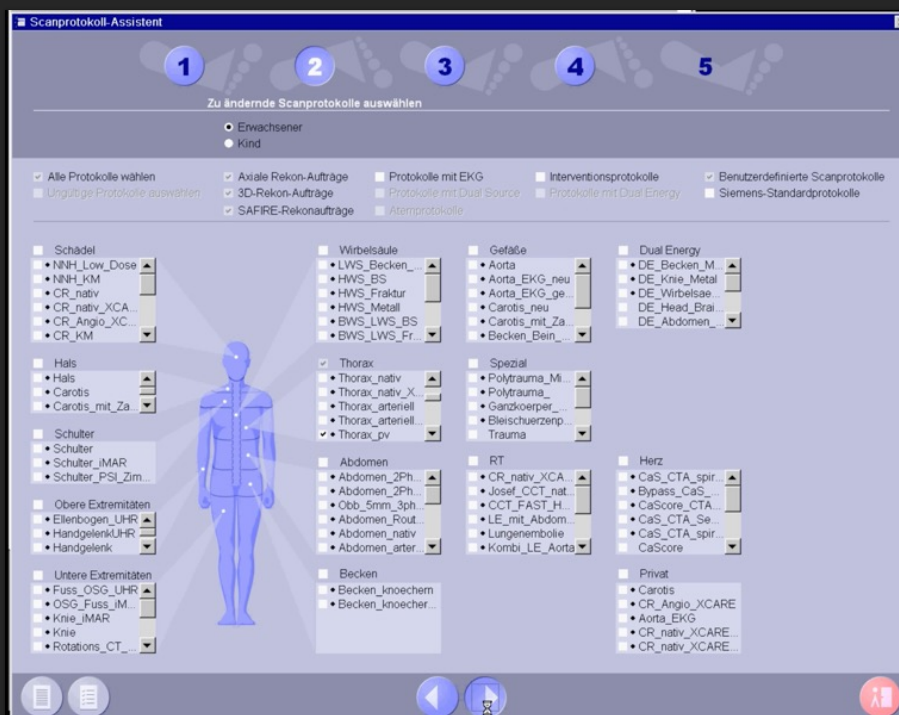 Scanprotokoll-Assistent
1 2 3 4 5
Zu ändernde Scanprotokolle auswählen
Erwachsener
Kind
Alle Protokolle wählen
Ungültige Protokolle auswählen
Axiale Rekon-Aufträge
3D-Rekon-Aufträge
SAFIRE-Rekonaufträge
Protokolle mit EKG
Protokolle mit Dual Source
Atemprotokolle
Interventionsprotokolle
Protokolle mit Dual Energy
Benutzerdefinierte Scanprotokolle
Siemens-Standardprotokolle
Schädel
NNH_Low_Dose
NNH_KM
CR_nativ
CR_nativ_XCA...
CR_Angio_XC...
CR_KM
Hals
Hals
Carotis
Carotis_mit_Za...
Schulter
Schulter
Schulter_iMAR
Schulter_PSI_Zim...
Obere Extremitäten
Ellenbogen_UHR
HandgelenkUHR
Handgelenk
Untere Extremitäten
Fuss_OSG_UHR
OSG_Fuss_iM...
Knie_iMAR
Knie
Rotations_CT_...
Wirbelsäule
LWS_Becken_...
HWS_BS
HWS_Fraktur
HWS_Metall
BWS_LWS_BS
BWS_LWS_Fr...
Thorax
Thorax_nativ
Thorax_nativ_X...
Thorax_arteriell
Thorax_arteriell...
Thorax_pv
Abdomen
Abdomen_2Ph...
Abdomen_2Ph...
Obb_5mm_3ph...
Abdomen_Rout...
Abdomen_nativ
Abdomen_arter...
Becken
Becken_knoechern
Becken_knoecher...
Gefäße
Aorta
Aorta_EKG_neu
Aorta_EKG_ge...
Carotis_neu
Carotis_mit_Za...
Becken_Bein_...
Spezial
Polytrauma_Mi...
Polytrauma_
Ganzkoerper_...
Bleischuerzenp...
Trauma
RT
CR_nativ_XCA...
Josef_CCT_nat...
CCT_FAST_H...
LE_mit_Abdom...
Lungenembolie
Kombi_LE_Aorta
Dual Energy
DE_Becken_M...
DE_Knie_Metal
DE_Wirbelsae...
DE_Head_Brai...
DE_Abdomen_...
Herz
CaS_CTA_spir...
Bypass_CaS_...
CaScore_CTA...
CaS_CTA_Se...
CaS_CTA_spir...
CaScore
Privat
Carotis
CR_Angio_XCARE
Aorta_EKG
CR_nativ_XCARE...
CR_nativ_XCARE...